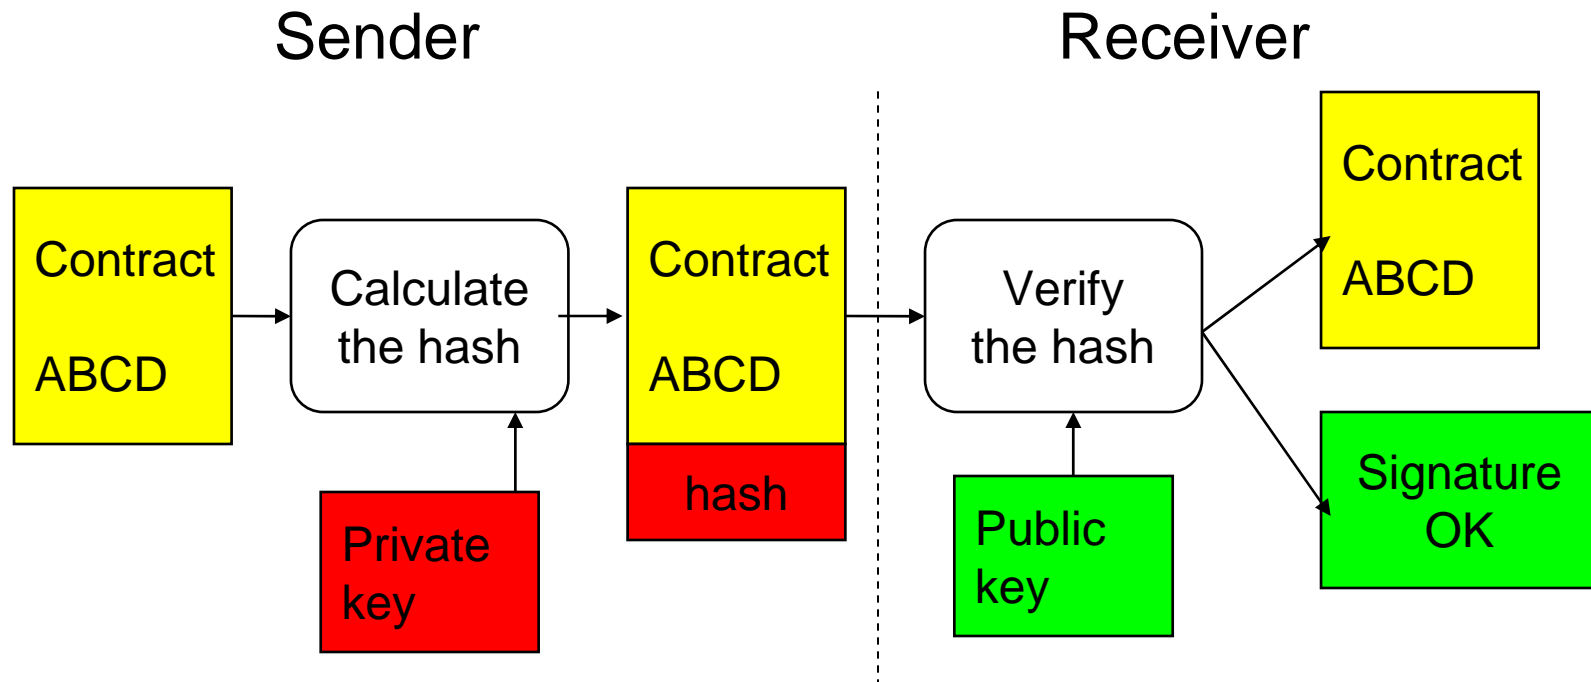 Sender
Receiver
Contract
ABCD
Calculate
the hash
Private
key
Contract
ABCD
hash
Verify
the hash
Public
key
Contract
ABCD
Signature
OK